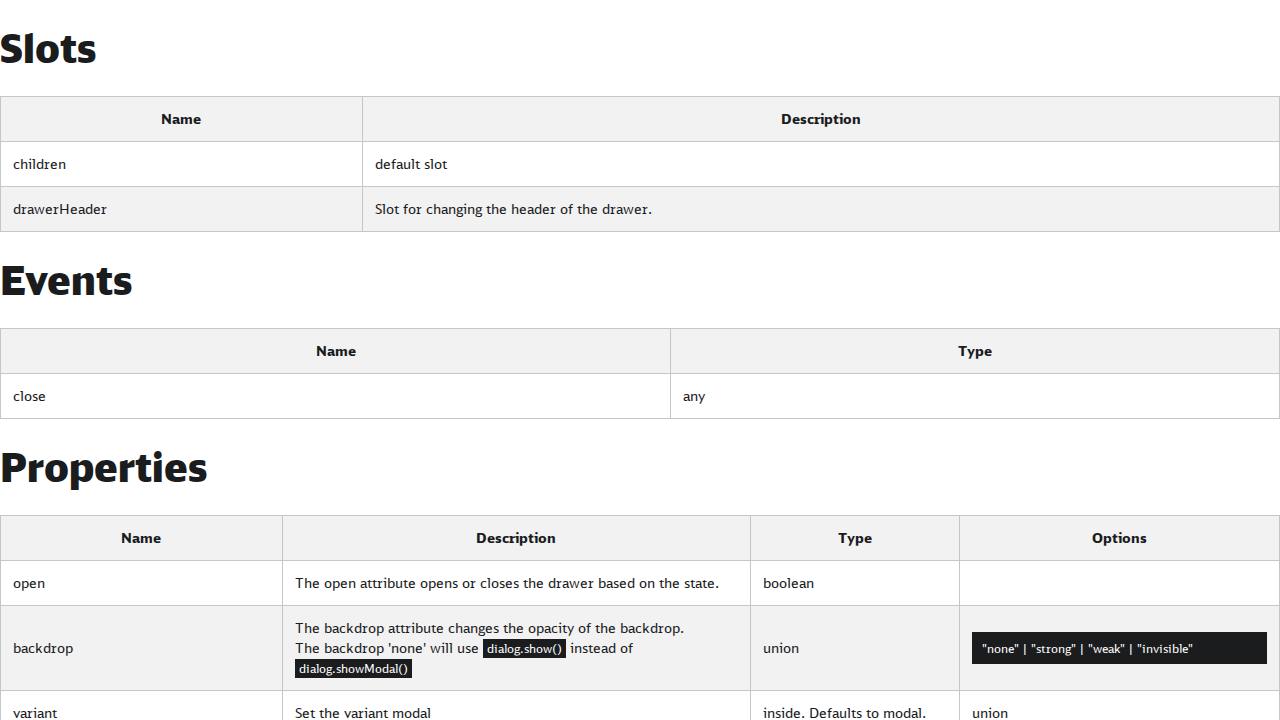 Slots
Name Description
children default slot
drawerHeader Slot for changing the header of the drawer.
Events
Name Type
close any
Properties
Name Description Type Options
open The open attribute opens or closes the drawer based on the state. boolean
The backdrop attribute changes the opacity of the backdrop.
backdrop The backdrop 'none' will use dialog.show() instead of union "none" | "strong" | "weak" | "invisible"
dialog.showModal()
variant Set the variant modal inside. Defaults to modal. union